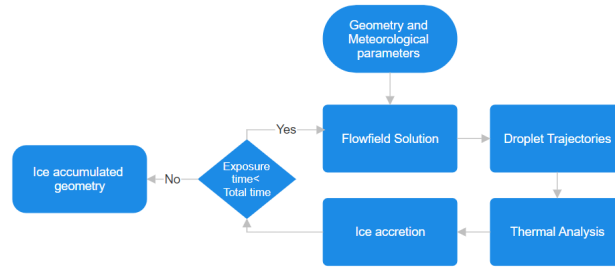 Geometry and
Meteorological
parameters
Yes
Flowfield Solution
Droplet Trajectories
Ice accumulated
geometry
No
Exposure
time<
Total time
Ice accretion
Thermal Analysis